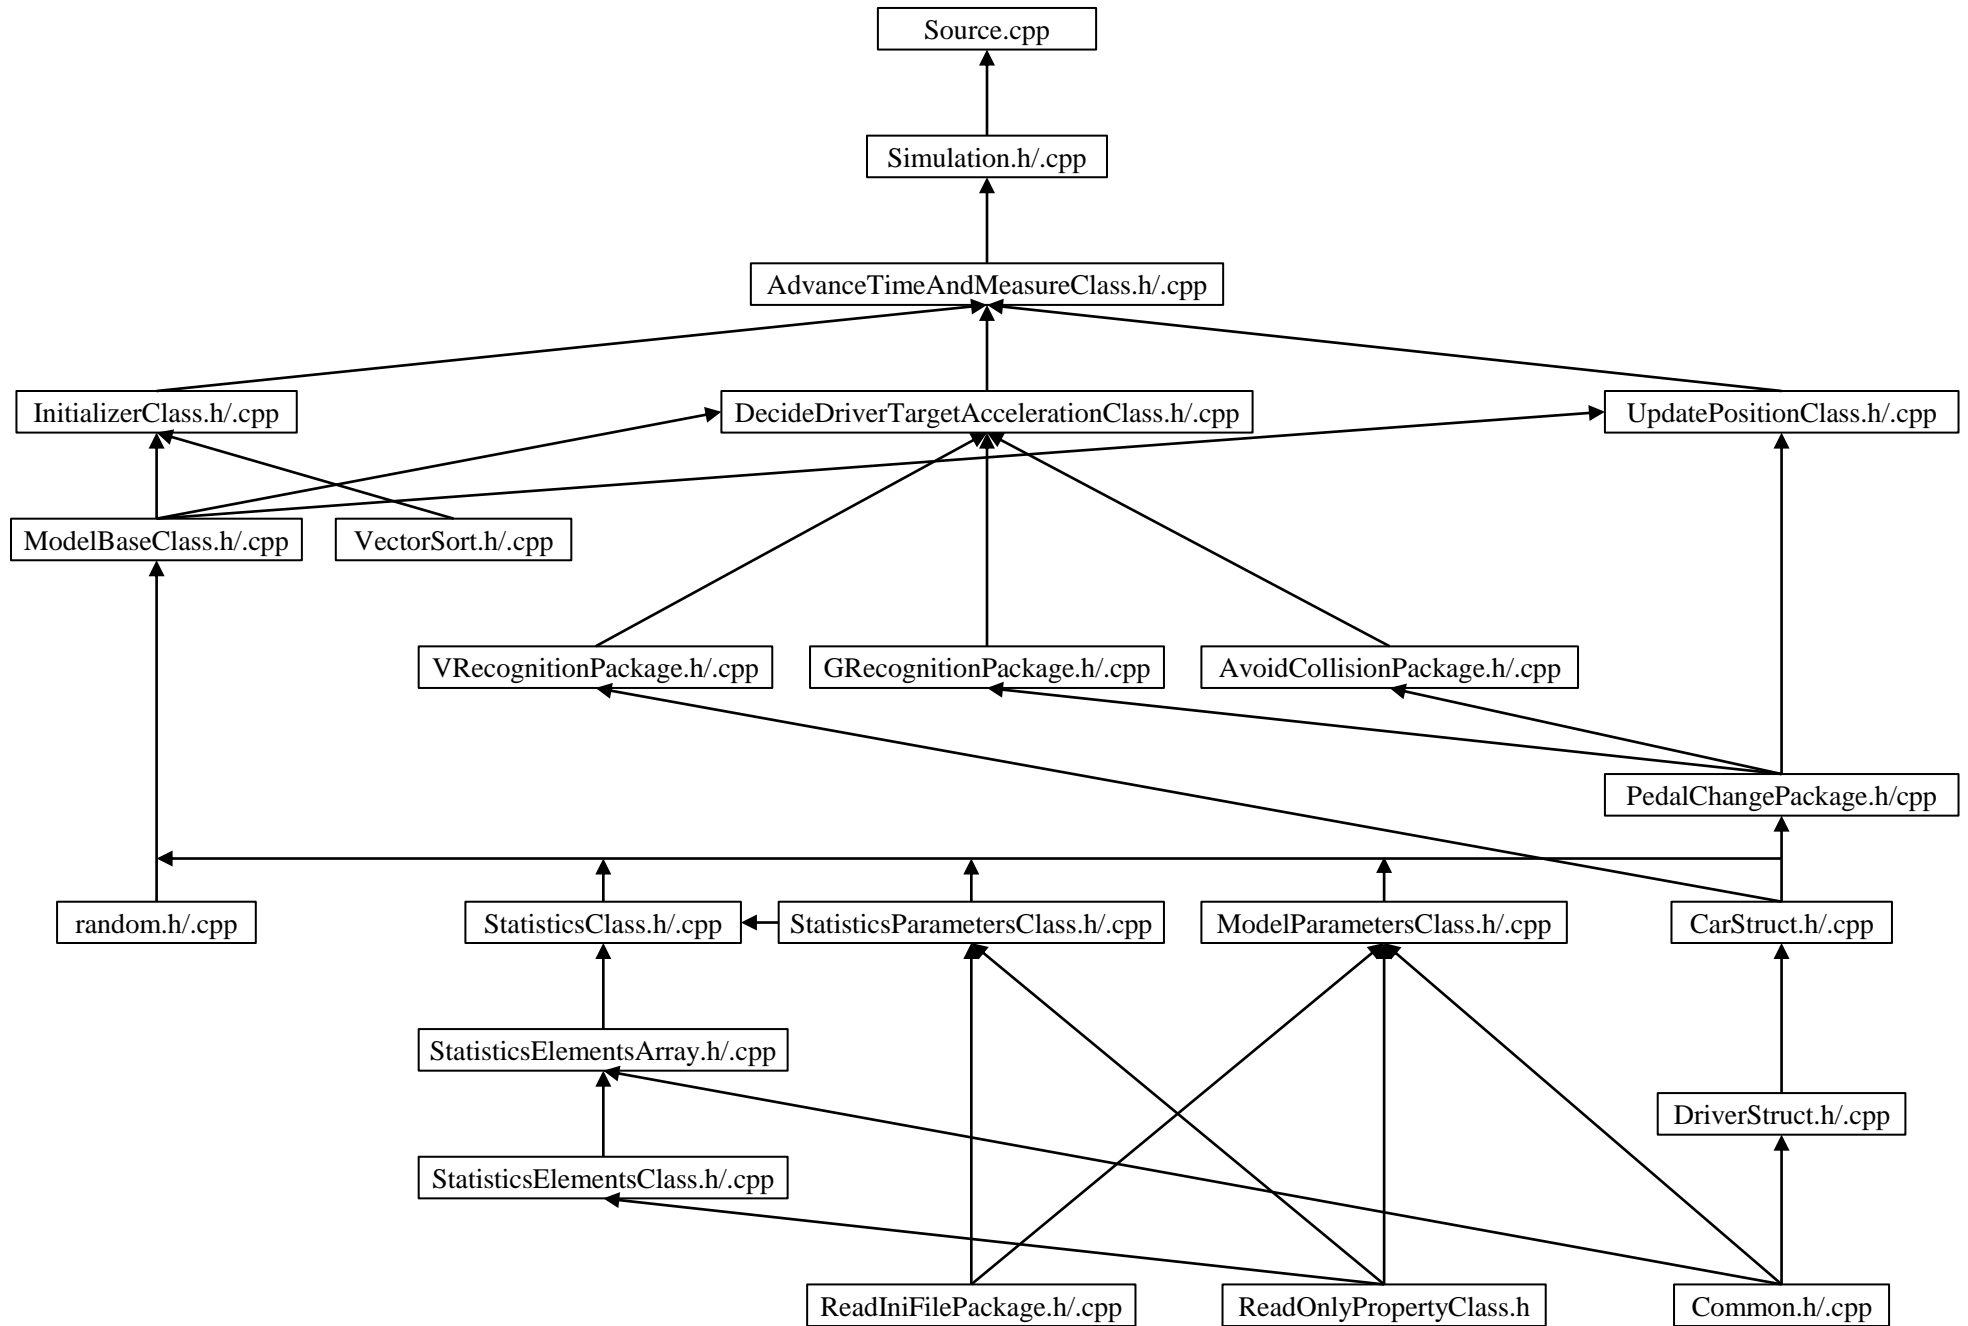 Source.cpp
Simulation.h/.cpp
AdvanceTimeAndMeasureClass.h/.cpp
InitializerClass.h/.cpp
DecideDriverTargetAccelerationClass.h/.cpp
UpdatePositionClass.h/.cpp
ModelBaseClass.h/.cpp
VectorSort.h/.cpp
VRecognitionPackage.h/.cpp
GRecognitionPackage.h/.cpp
AvoidCollisionPackage.h/.cpp
PedalChangePackage.h/cpp
random.h/.cpp
StatisticsClass.h/.cpp
StatisticsParametersClass.h/.cpp
ModelParametersClass.h/.cpp
CarStruct.h/.cpp
StatisticsElementsArray.h/.cpp
DriverStruct.h/.cpp
StatisticsElementsClass.h/.cpp
ReadIniFilePackage.h/.cpp
ReadOnlyPropertyClass.h
Common.h/.cpp